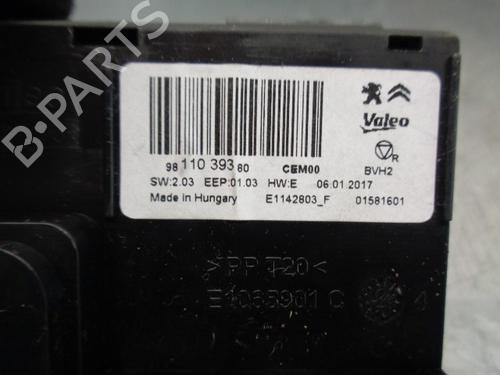 98 110 393 80 CEM00
Valeo
R
BVH2
SW:2.03 EEP:01.03 HW:E 06.01.2017
Made in Hungary E1142803_F 01581601
>PP T20<
B-PARTS